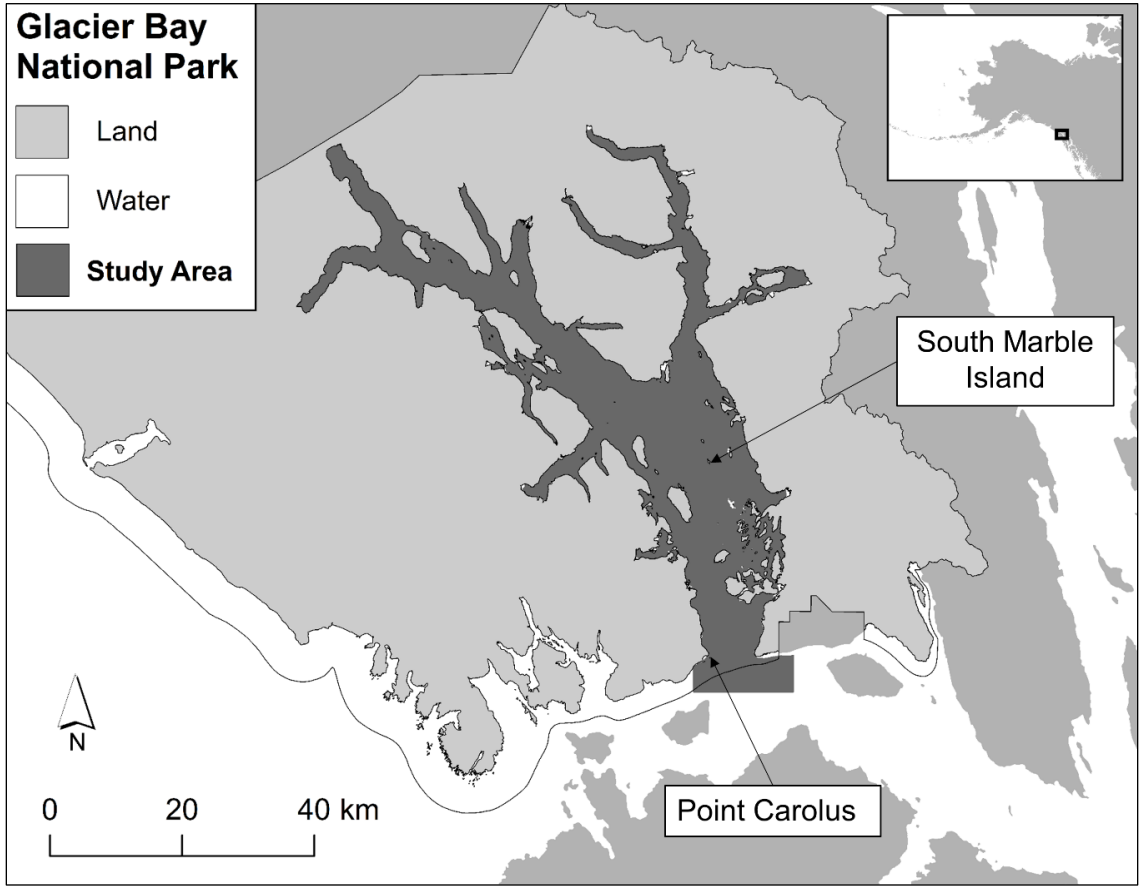 Glacier Bay
National Park
Land
Water
Study Area
South Marble
Island
N
0 20 40 km
Point Carolus